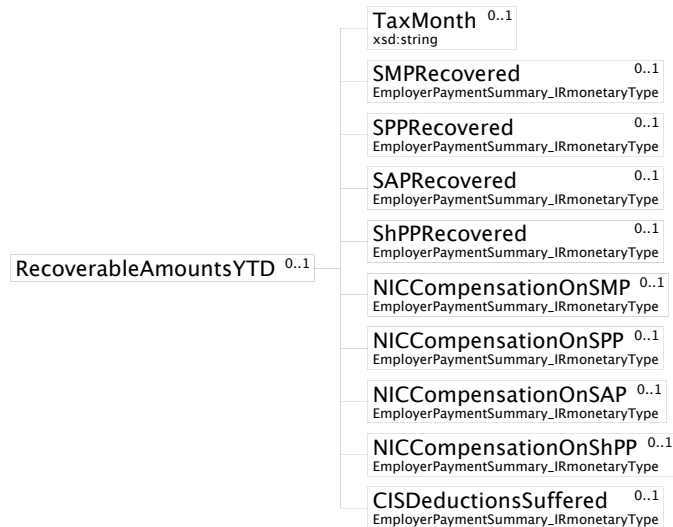 TaxMonth 0..1
xsd:string
SMPRecovered 0..1
EmployerPaymentSummary_IRmonetaryType
SPPRecovered 0..1
EmployerPaymentSummary_IRmonetaryType
SAPRecovered 0..1
EmployerPaymentSummary_IRmonetaryType
ShPPRecovered 0..1
EmployerPaymentSummary_IRmonetaryType
RecoverableAmountsYTD 0..1
NICCompensationOnSMP 0..1
EmployerPaymentSummary_IRmonetaryType
NICCompensationOnSPP 0..1
EmployerPaymentSummary_IRmonetaryType
NICCompensationOnSAP 0..1
EmployerPaymentSummary_IRmonetaryType
NICCompensationOnShPP 0..1
EmployerPaymentSummary_IRmonetaryType
CISDeductionsSuffered 0..1
EmployerPaymentSummary_IRmonetaryType